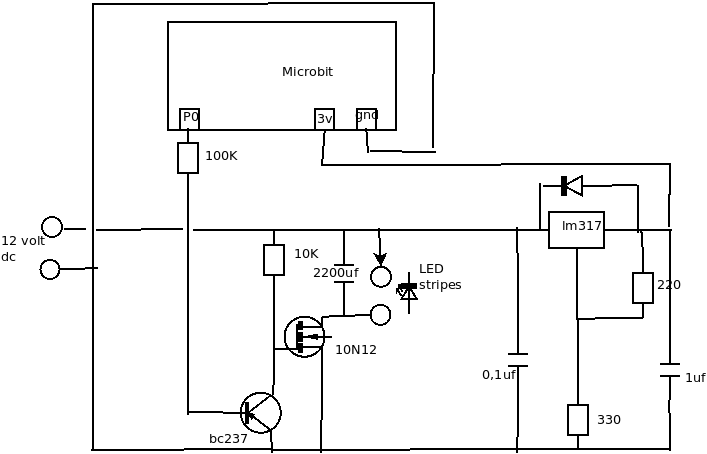 Microbit
P0
3v
gnd
100K
12 volt
dc
lm317
10K
LED
stripes
2200uf
220
10N12
0,1uf
1uf
330
bc237